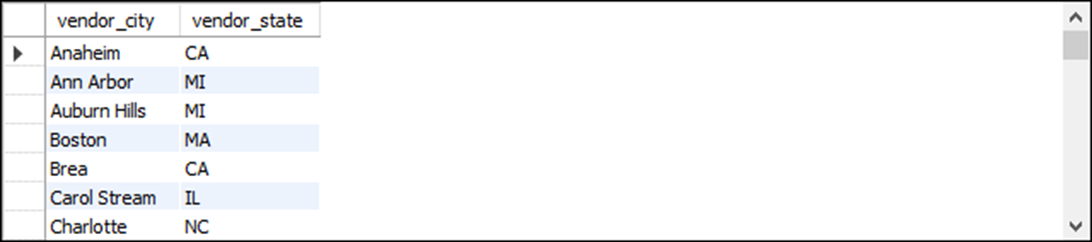 vendor_city vendor_state
Anaheim CA
Ann Arbor MI
Auburn Hills MI
Boston MA
Brea CA
Carol Stream IL
Charlotte NC